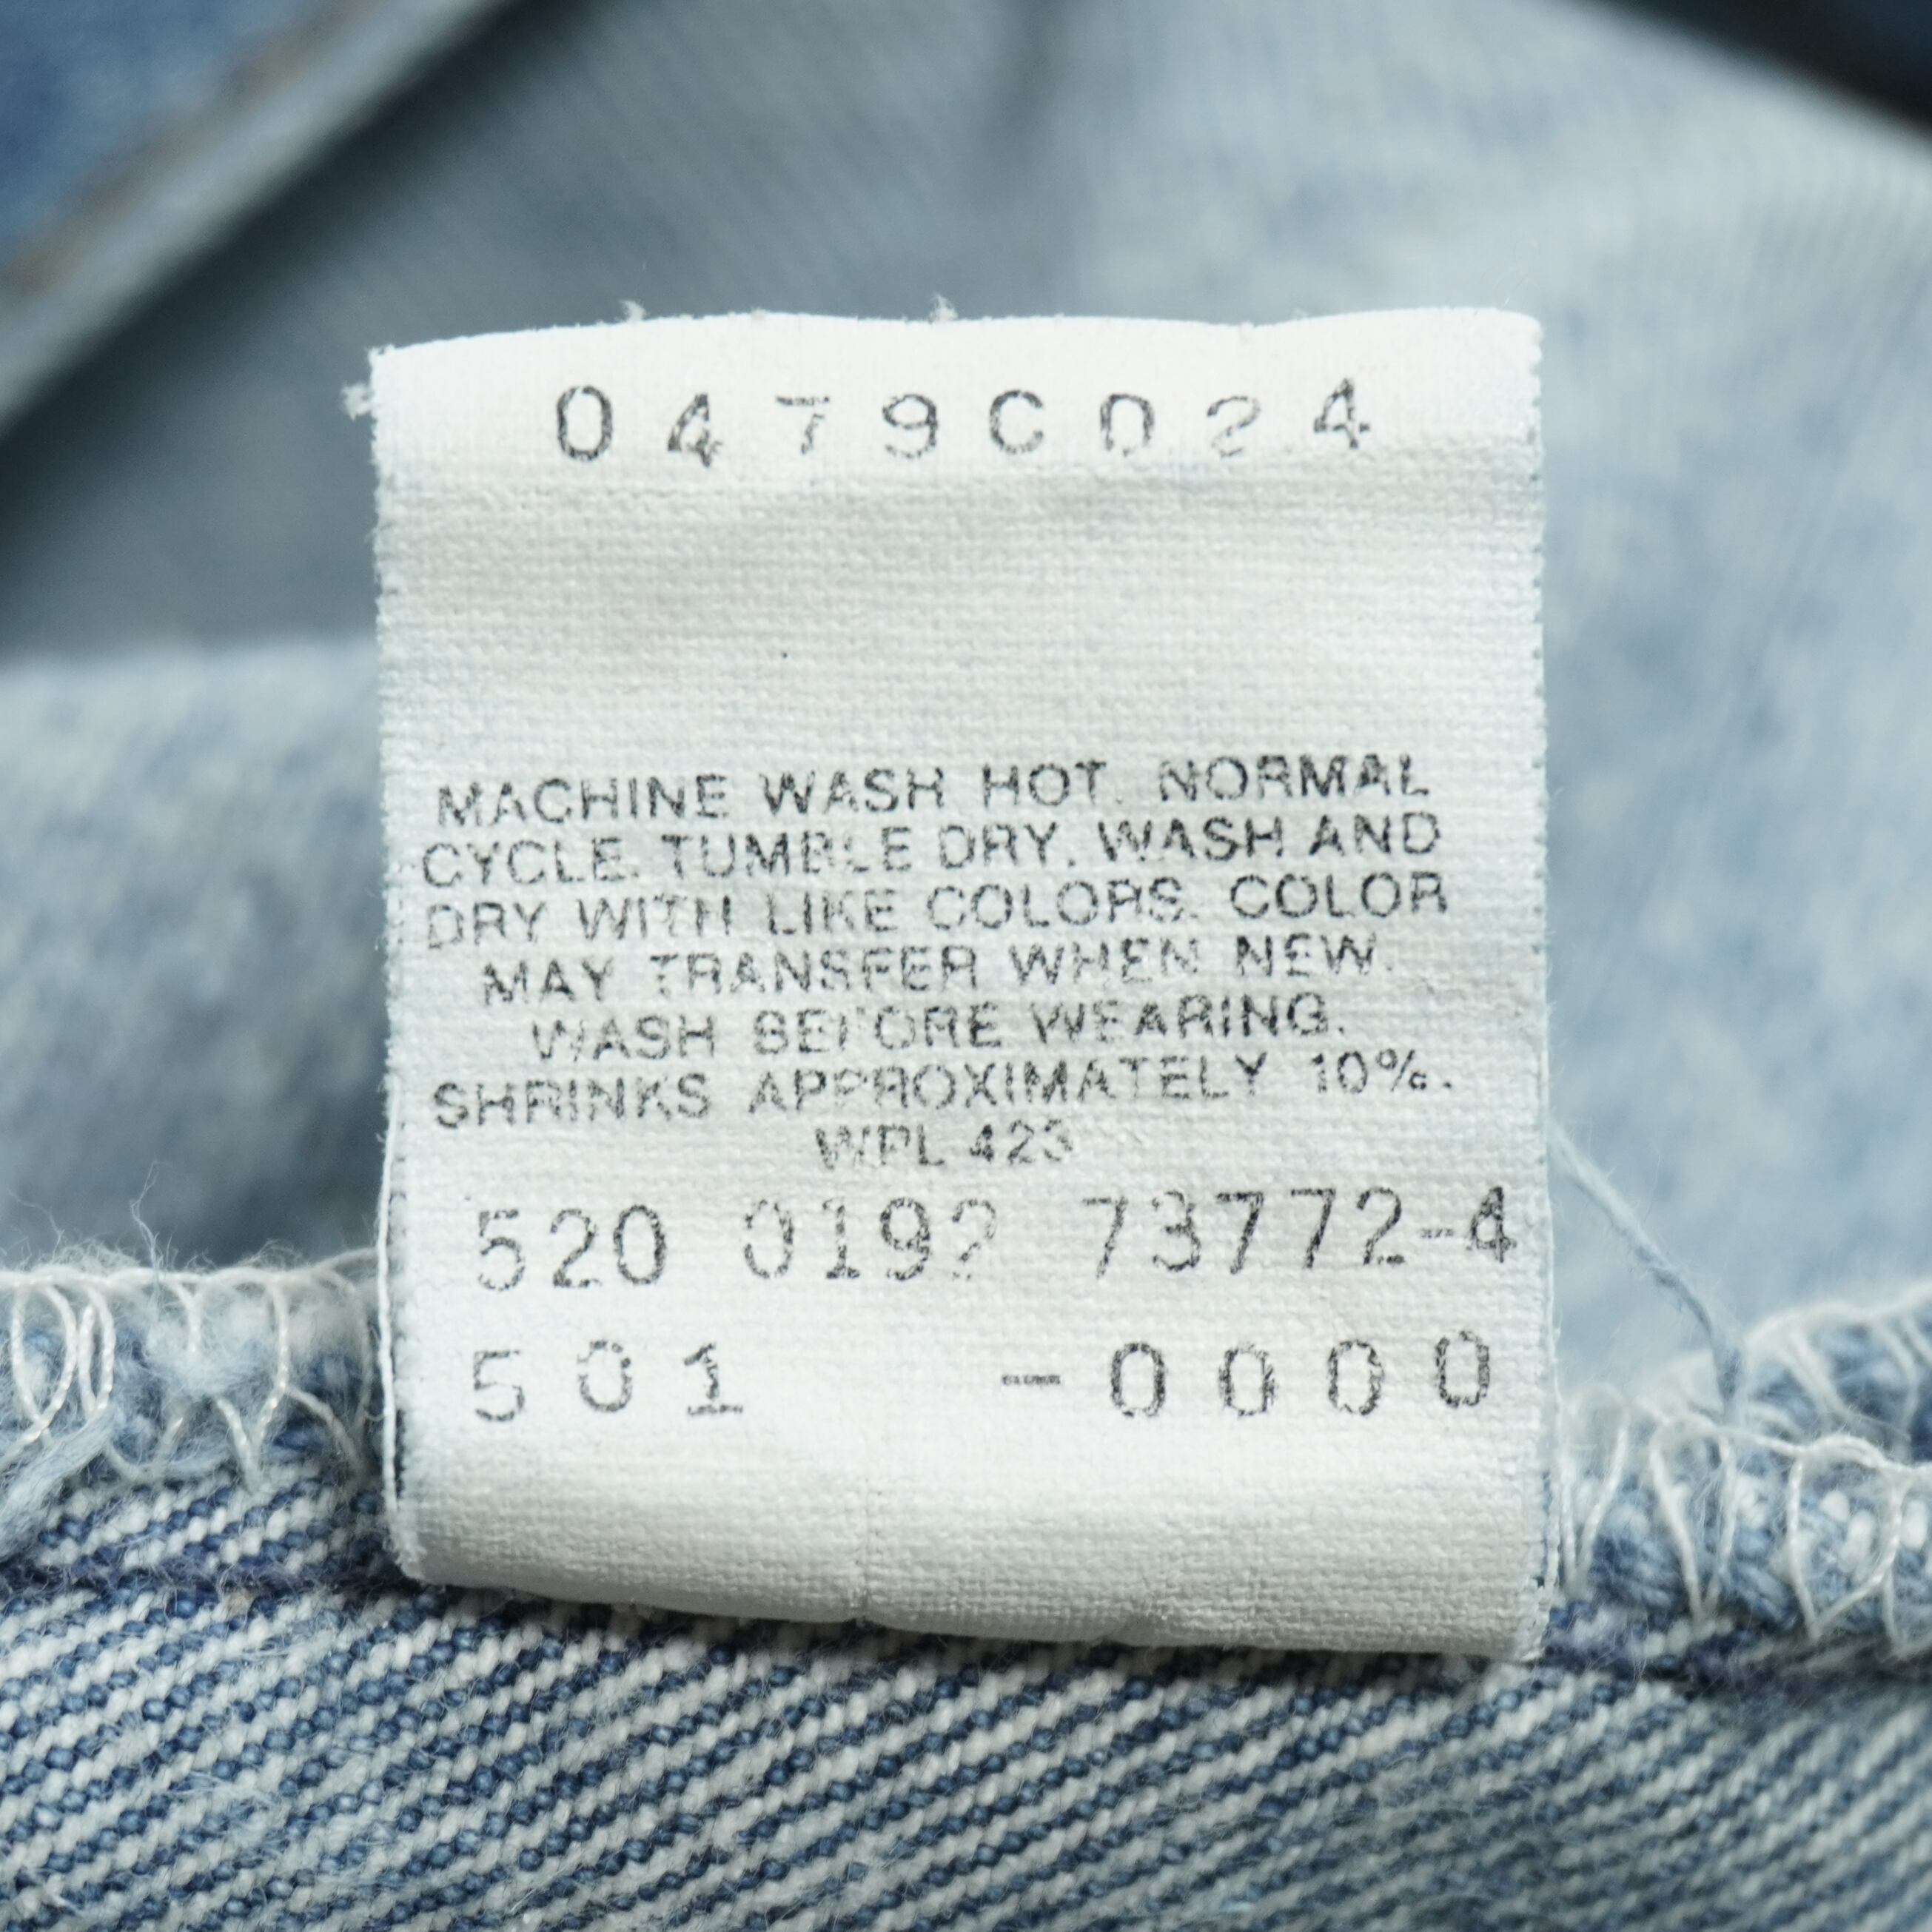 0479C024
MACHINE WASH HOT. NORMAL
CYCLE. TUMBLE DRY. WASH AND
DRY WITH LIKE COLORS. COLOR
MAY TRANSFER WHEN NEW.
WASH BEFORE WEARING.
SHRINKS APPROXIMATELY 10%.
WPL 423
520 0192 73772-4
501 -0000